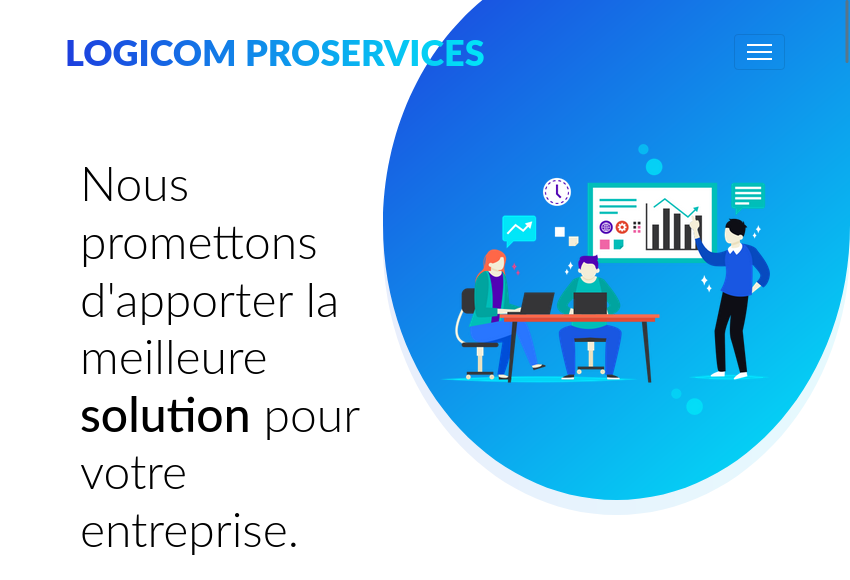 LOGICOM PROSERVICES
Nous
promettons
d'apporter la
meilleure
solution pour
votre
entreprise.